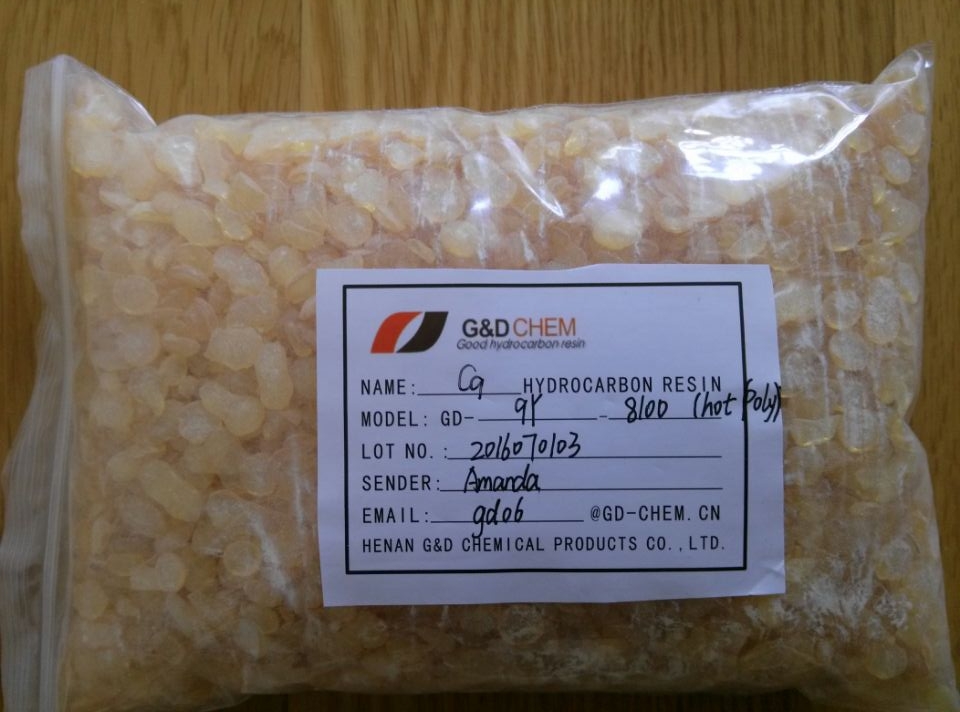 G&D CHEM
Good hydrocarbon resin
NAME: C9 HYDROCARBON RESIN
MODEL: GD- 9Y - 8100 (hot poly)
LOT NO.: 2016070103
SENDER: Amanda
EMAIL: gd06 @GD-CHEM.CN
HENAN G&D CHEMICAL PRODUCTS CO.,LTD.